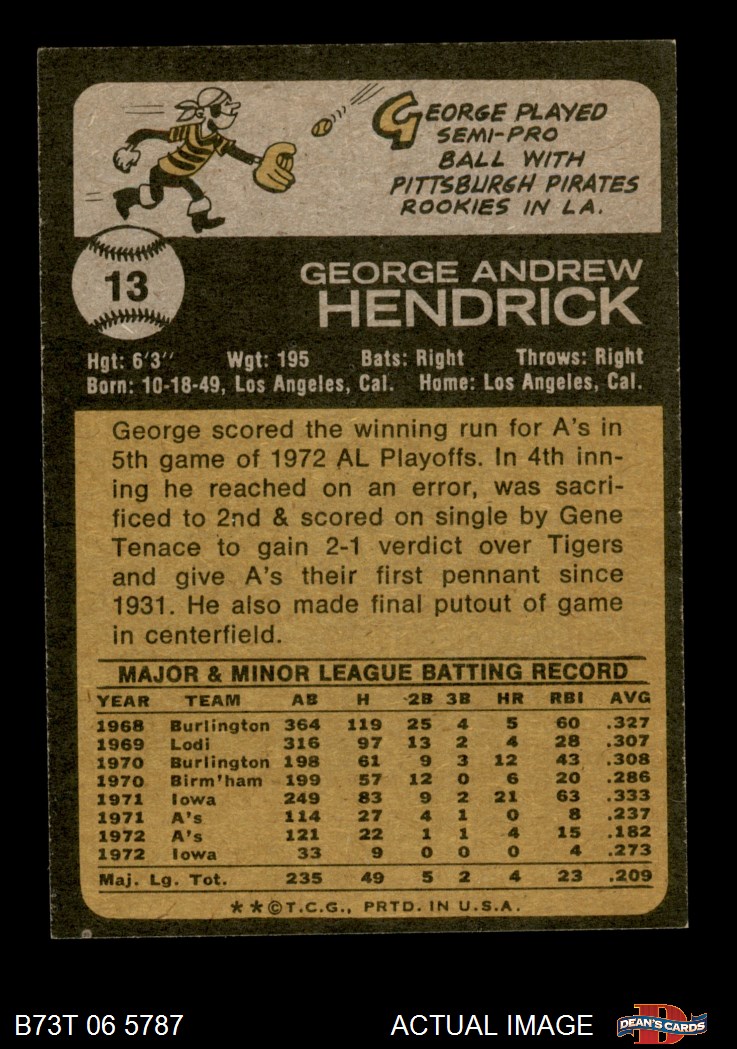 GEORGE PLAYED
SEMI-PRO
BALL WITH
PITTSBURGH PIRATES
ROOKIES IN L.A.
13
GEORGE ANDREW
HENDRICK
Hgt: 6'3" Wgt: 195 Bats: Right Throws: Right
Born: 10-18-49, Los Angeles, Cal. Home: Los Angeles, Cal.
George scored the winning run for A's in
5th game of 1972 AL Playoffs. In 4th inn-
ing he reached on an error, was sacri-
ficed to 2nd & scored on single by Gene
Tenace to gain 2-1 verdict over Tigers
and give A's their first pennant since
1931. He also made final putout of game
in centerfield.
MAJOR & MINOR LEAGUE BATTING RECORD
YEAR TEAM AB H 2B 3B HR RBI AVG
1968 Burlington 364 119 25 4 5 60 .327
1969 Lodi 316 97 13 2 4 28 .307
1970 Burlington 198 61 9 3 12 43 .308
1970 Birm'ham 199 57 12 0 6 20 .286
1971 Iowa 249 83 9 2 21 63 .333
1971 A's 114 27 4 1 0 8 .237
1972 A's 121 22 1 1 4 15 .182
1972 Iowa 33 9 0 0 0 4 .273
Maj. Lg. Tot. 235 49 5 2 4 23 .209
**©T.C.G., PRTD. IN U.S.A.
B73T 06 5787 ACTUAL IMAGE D DEAN'S CARDS